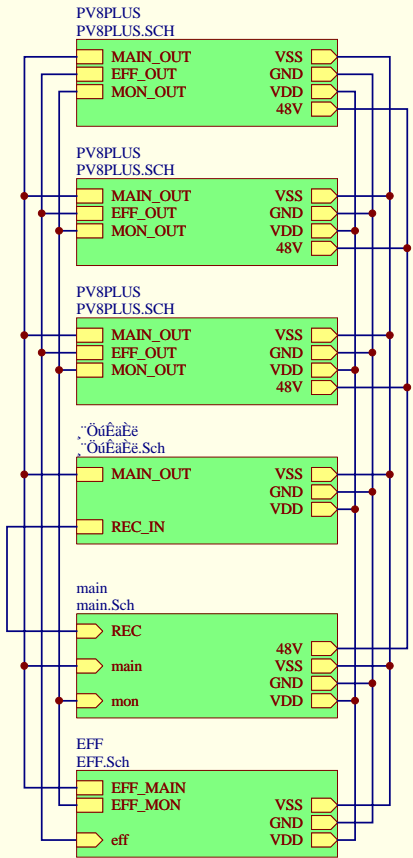 PV8PLUS
PV8PLUS.SCH
MAIN_OUT VSS
EFF_OUT GND
MON_OUT VDD
48V
PV8PLUS
PV8PLUS.SCH
MAIN_OUT VSS
EFF_OUT GND
MON_OUT VDD
48V
PV8PLUS
PV8PLUS.SCH
MAIN_OUT VSS
EFF_OUT GND
MON_OUT VDD
48V
¸¨ÖúÊäÈë
¸¨ÖúÊäÈë.Sch
MAIN_OUT VSS
GND
VDD
REC_IN
main
main.Sch
REC
48V
main VSS
GND
mon VDD
EFF
EFF.Sch
EFF_MAIN
EFF_MON VSS
GND
eff VDD